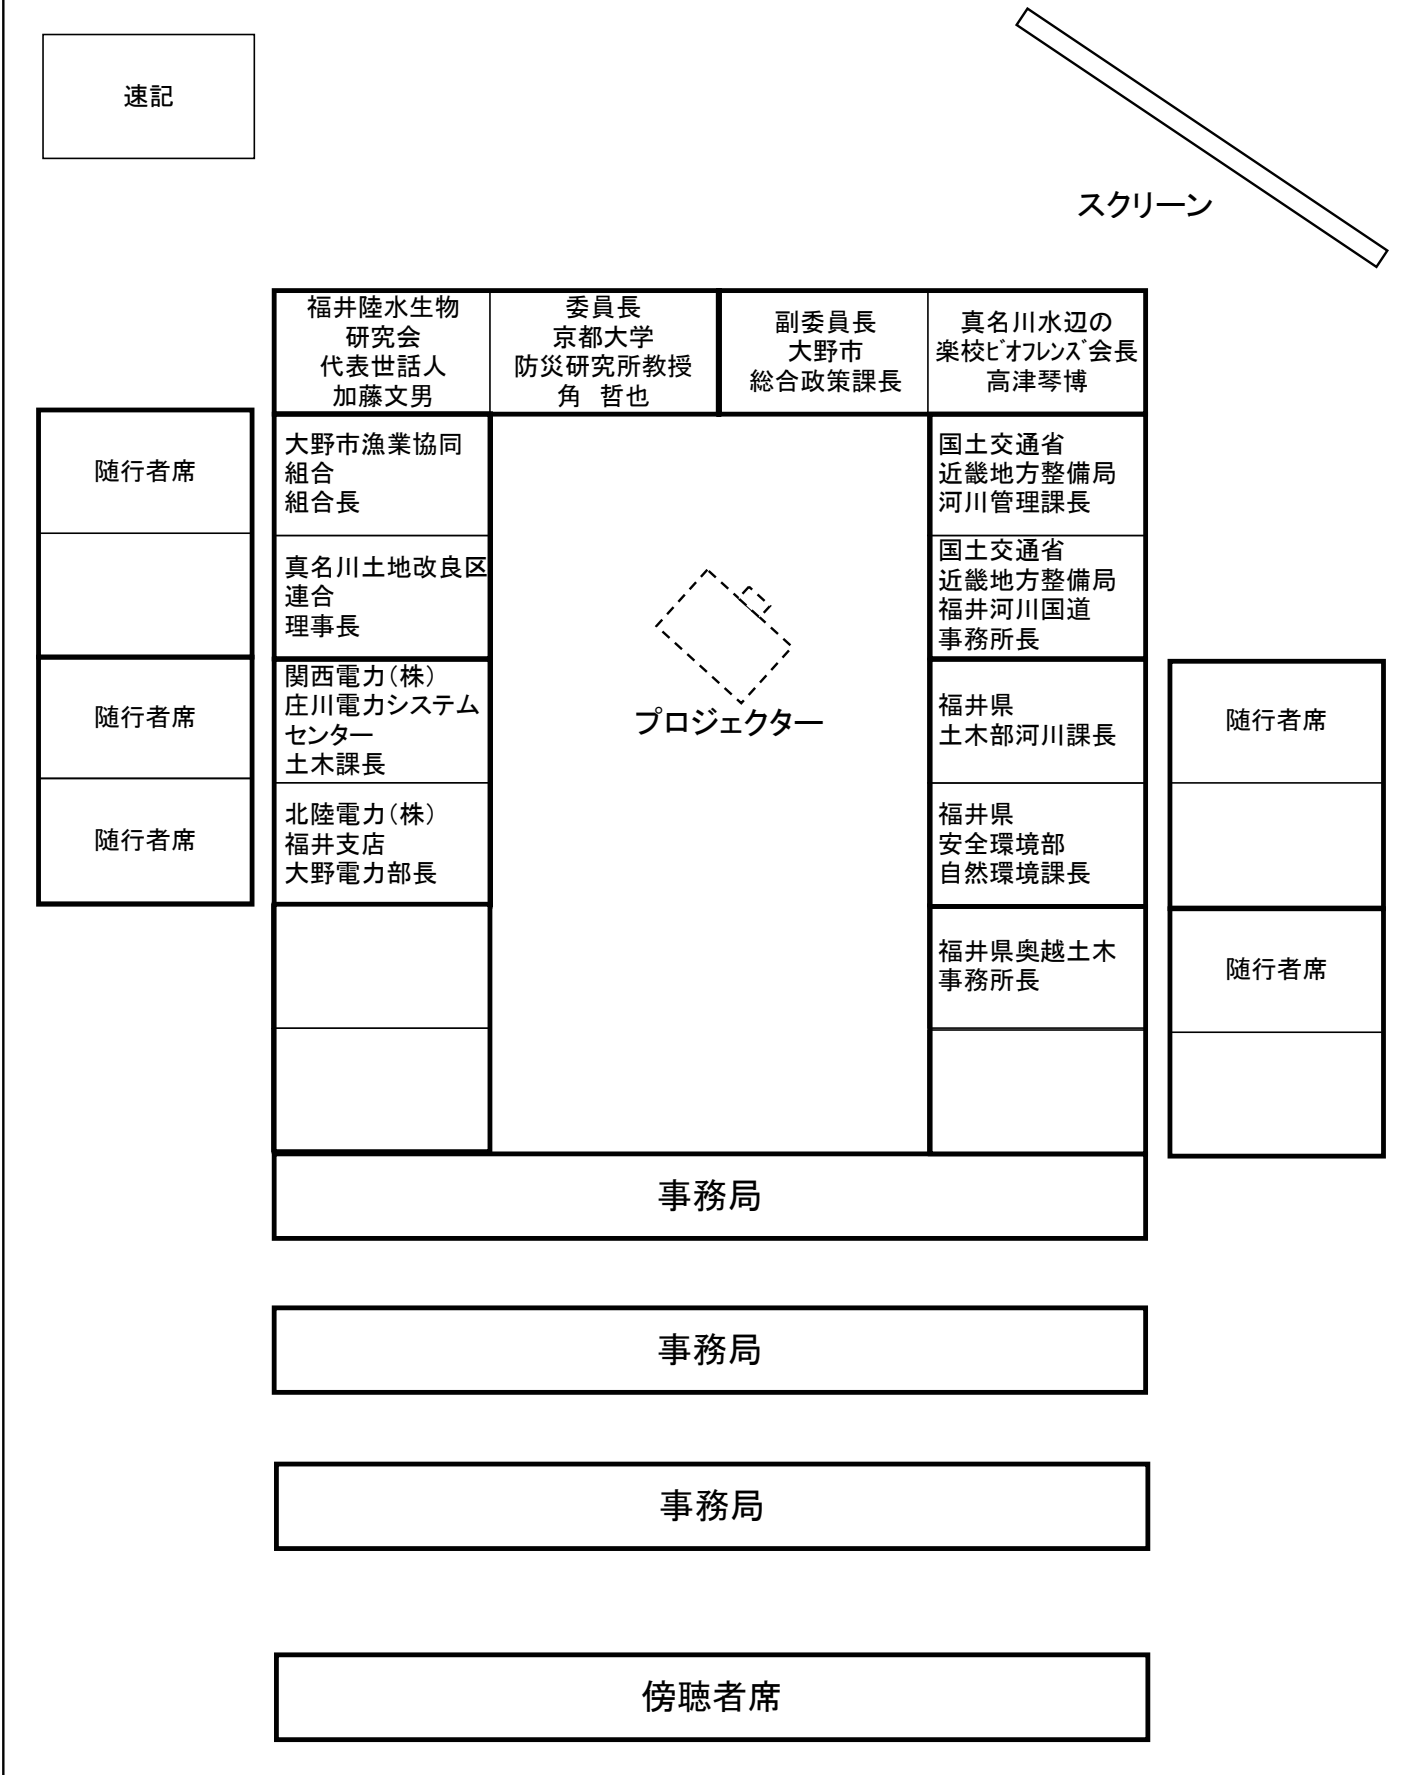 速記
スクリーン
福井陸水生物
研究会
代表世話人
加藤文男
委員長
京都大学
防災研究所教授
角　哲也
副委員長
大野市
総合政策課長
真名川水辺の
楽校ﾋﾞｵﾌﾚﾝｽﾞ会長
高津琴博
随行者席
随行者席
随行者席
大野市漁業協同
組合
組合長
真名川土地改良区
連合
理事長
関西電力（株）
庄川電力システム
センター
土木課長
北陸電力（株）
福井支店
大野電力部長
プロジェクター
国土交通省
近畿地方整備局
河川管理課長
国土交通省
近畿地方整備局
福井河川国道
事務所長
福井県
土木部河川課長
福井県
安全環境部
自然環境課長
福井県奥越土木
事務所長
随行者席
随行者席
事務局
事務局
事務局
傍聴者席